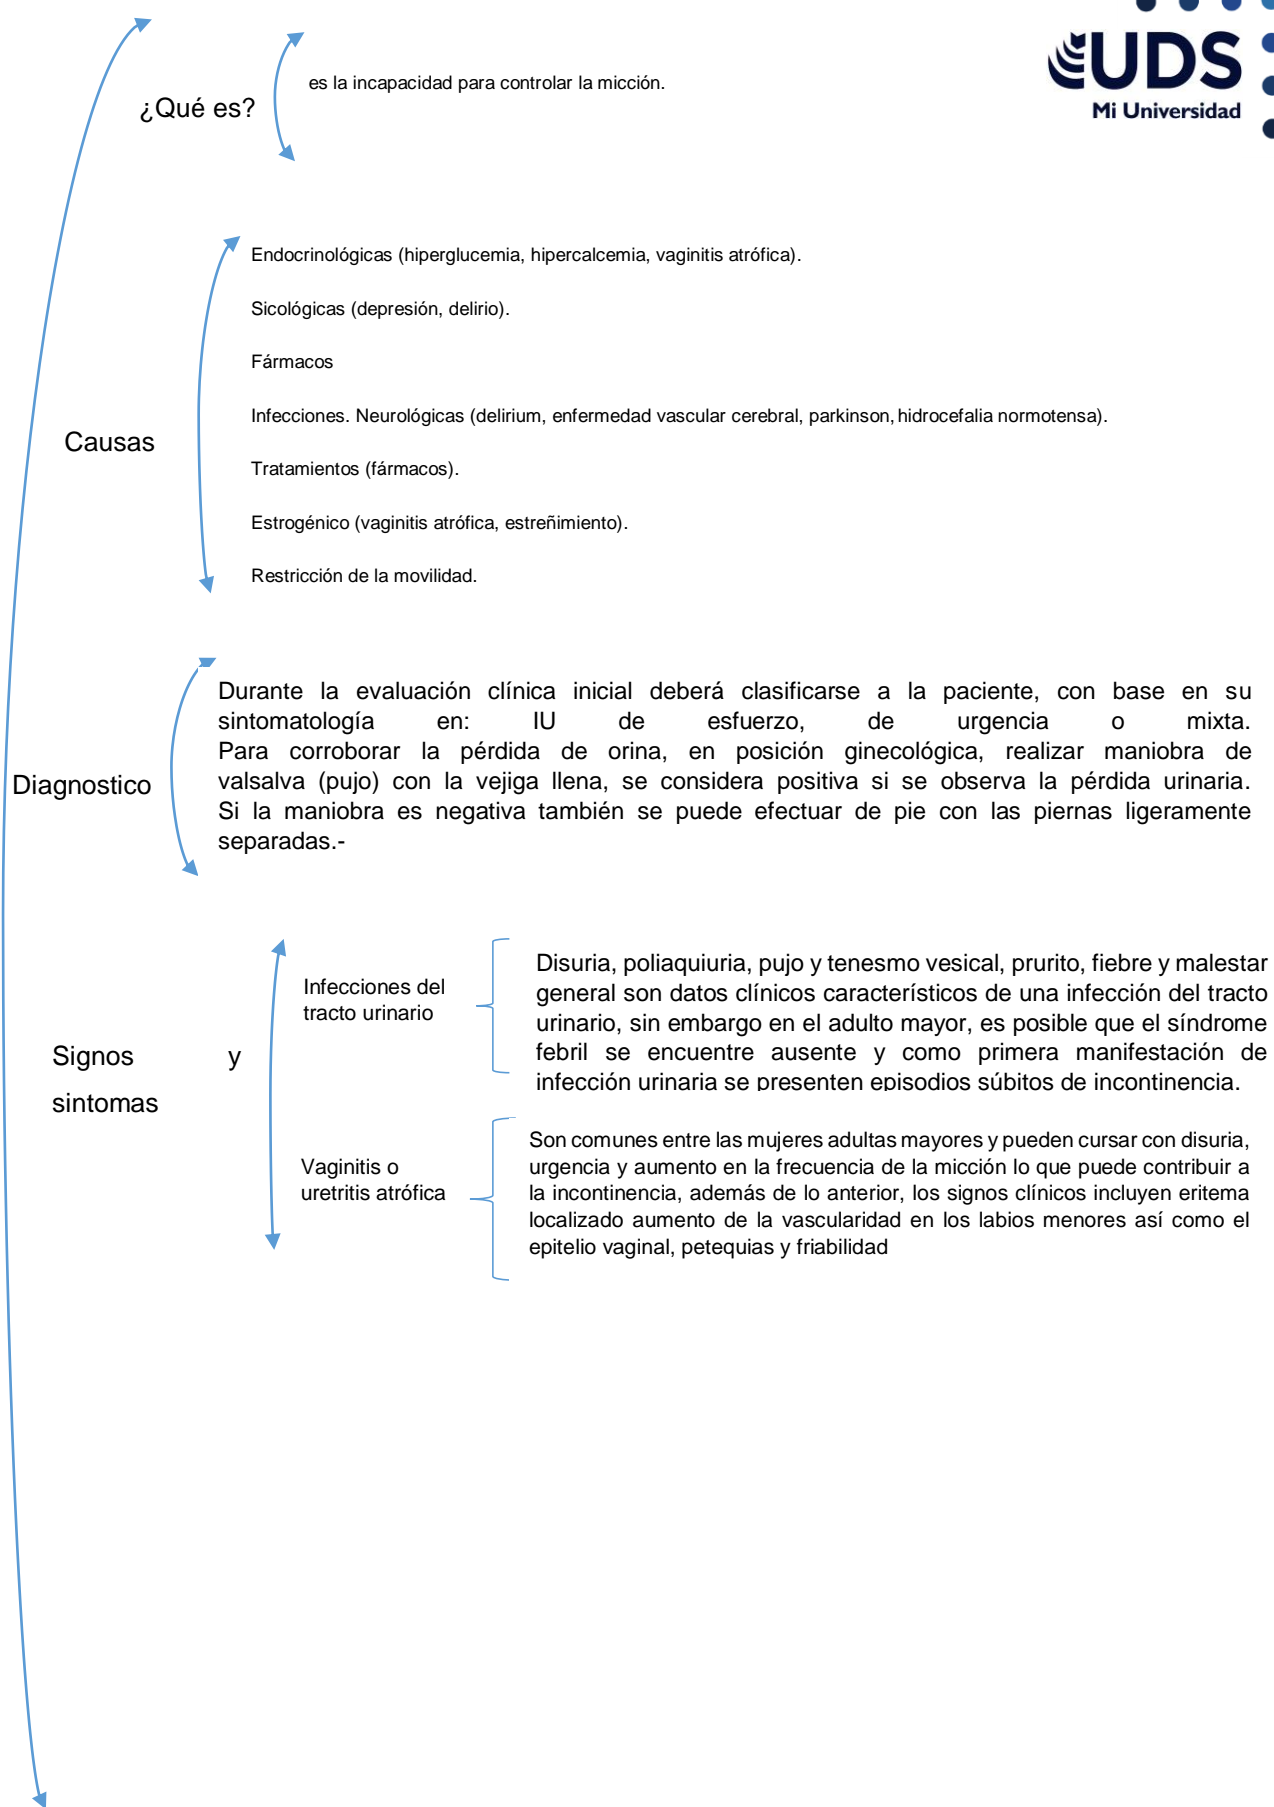 UDS
Mi Universidad
¿Qué es?
es la incapacidad para controlar la micción.
Causas
Endocrinológicas (hiperglucemia, hipercalcemia, vaginitis atrófica).
Sicológicas (depresión, delirio).
Fármacos
Infecciones. Neurológicas (delirium, enfermedad vascular cerebral, parkinson, hidrocefalia normotensa).
Tratamientos (fármacos).
Estrogénico (vaginitis atrófica, estreñimiento).
Restricción de la movilidad.
Diagnostico
Durante la evaluación clínica inicial deberá clasificarse a la paciente, con base en su
sintomatología en: IU de esfuerzo, de urgencia o mixta.
Para corroborar la pérdida de orina, en posición ginecológica, realizar maniobra de
valsalva (pujo) con la vejiga llena, se considera positiva si se observa la pérdida urinaria.
Si la maniobra es negativa también se puede efectuar de pie con las piernas ligeramente
separadas.-
Signos y
sintomas
Infecciones del
tracto urinario
Disuria, poliaquiuria, pujo y tenesmo vesical, prurito, fiebre y malestar
general son datos clínicos característicos de una infección del tracto
urinario, sin embargo en el adulto mayor, es posible que el síndrome
febril se encuentre ausente y como primera manifestación de
infección urinaria se presenten episodios súbitos de incontinencia.
Vaginitis o
uretritis atrófica
Son comunes entre las mujeres adultas mayores y pueden cursar con disuria,
urgencia y aumento en la frecuencia de la micción lo que puede contribuir a
la incontinencia, además de lo anterior, los signos clínicos incluyen eritema
localizado aumento de la vascularidad en los labios menores así como el
epitelio vaginal, petequias y friabilidad